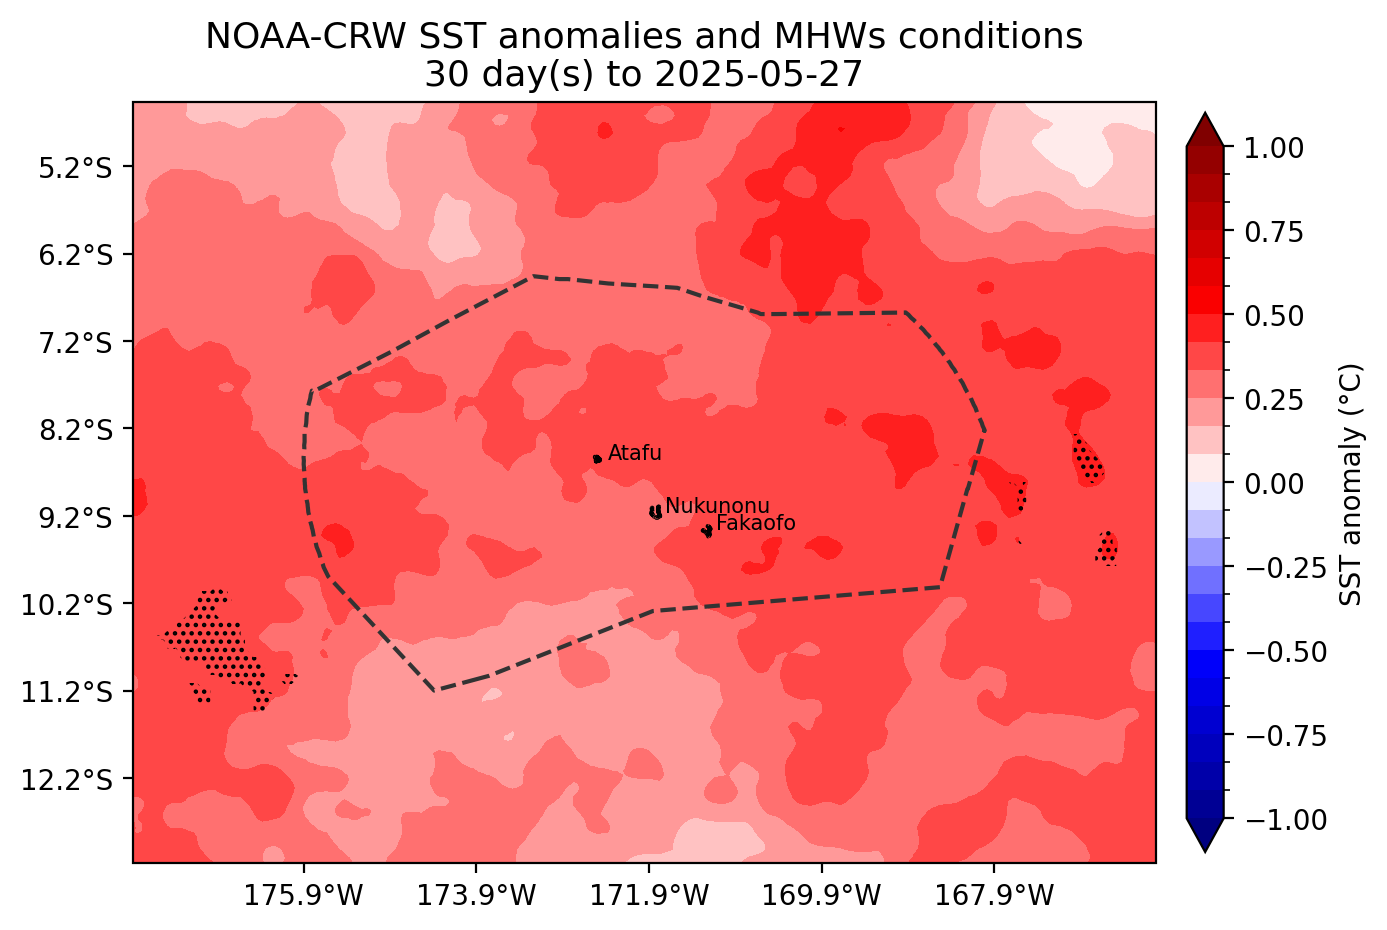 NOAA-CRW SST anomalies and MHWs conditions
30 day(s) to 2025-05-27
5.2°S
6.2°S
7.2°S
8.2°S
9.2°S
10.2°S
11.2°S
12.2°S
Atafu
Nukunonu
Fakaofo
175.9°W
173.9°W
171.9°W
169.9°W
167.9°W
1.00
0.75
0.50
0.25
0.00
−0.25
−0.50
−0.75
−1.00
SST anomaly (°C)